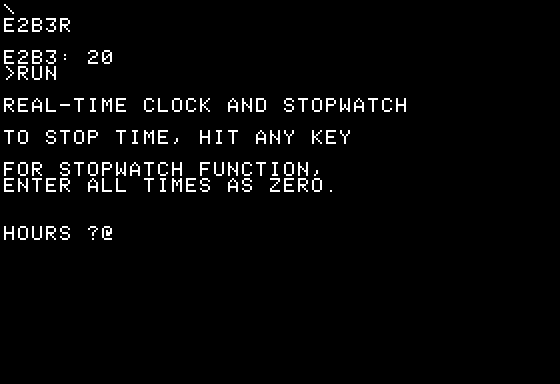 \
E2B3R
E2B3: 20
>RUN
REAL-TIME CLOCK AND STOPWATCH
TO STOP TIME, HIT ANY KEY
FOR STOPWATCH FUNCTION,
ENTER ALL TIMES AS ZERO.
HOURS ?@